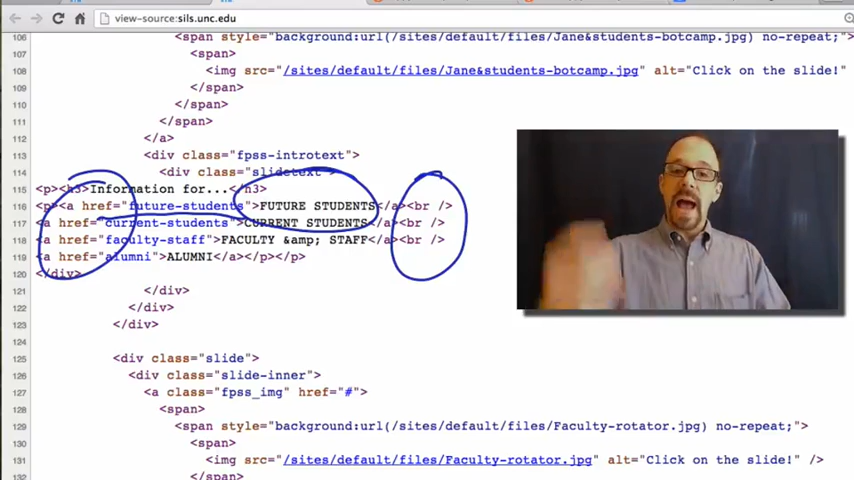 view-source:sils.unc.edu
106 <span style="background:url(/sites/default/files/Jane&students-botcamp.jpg) no-repeat;">
107 <span>
108 <img src="/sites/default/files/Jane&students-botcamp.jpg" alt="Click on the slide!"
109 </span>
110 </span>
111 </span>
112 </a>
113 <div class="fpss-introtext">
114 <div class="slidetext">
115 <p><h3>Information for...</h3>
116 <p><a href="future-students">FUTURE STUDENTS</a><br />
117 <a href="current-students">CURRENT STUDENTS</a><br />
118 <a href="faculty-staff">FACULTY &amp; STAFF</a><br />
119 <a href="alumni">ALUMNI</a></p></p>
120 </div>
121 </div>
122 </div>
123 </div>
124
125 <div class="slide">
126 <div class="slide-inner">
127 <a class="fpss_img" href="#">
128 <span>
129 <span style="background:url(/sites/default/files/Faculty-rotator.jpg) no-repeat;">
130 <span>
131 <img src="/sites/default/files/Faculty-rotator.jpg" alt="Click on the slide!" />
132 </span>